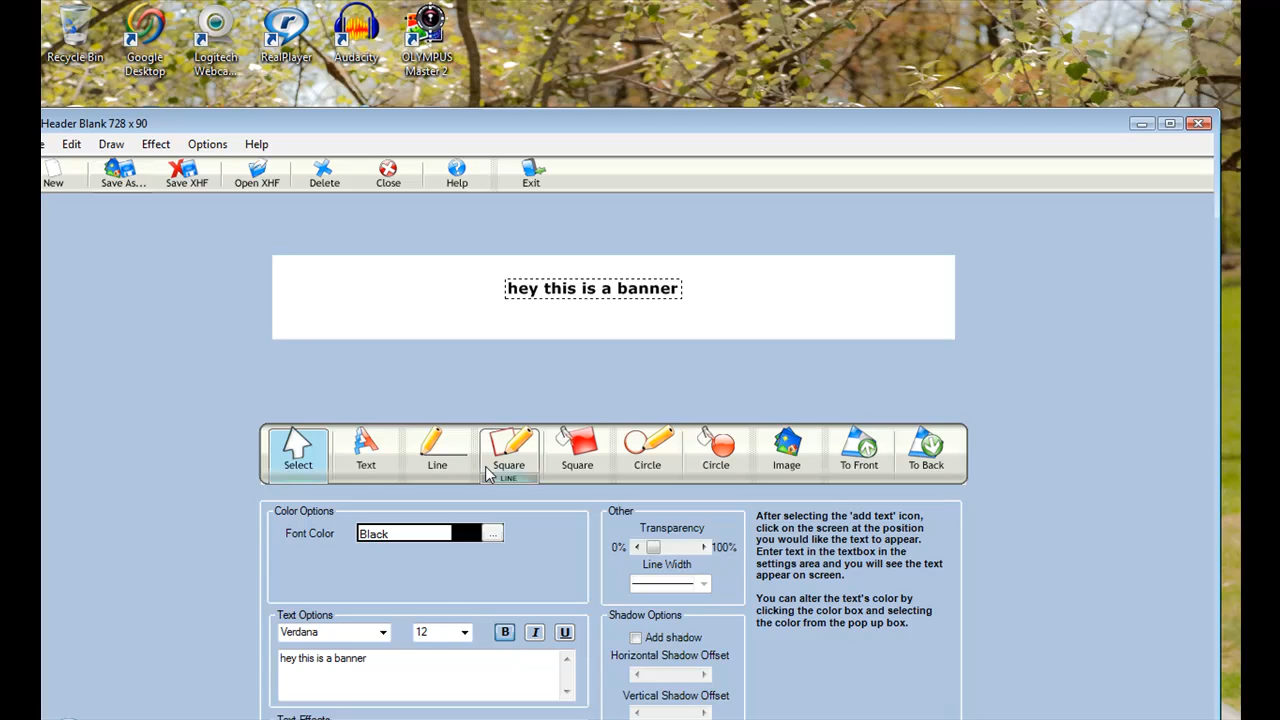 Recycle Bin
Google Desktop
Logitech Webca...
RealPlayer
Audacity
OLYMPUS Master 2
Header Blank 728 x 90
e Edit Draw Effect Options Help
New Save As... Save XHF Open XHF Delete Close Help Exit
hey this is a banner
Select Text Line Square Square Circle Circle Image To Front To Back
LINE
Color Options
Font Color Black ...
Other
Transparency
0% 100%
Line Width
After selecting the 'add text' icon,
click on the screen at the position
you would like the text to appear.
Enter text in the textbox in the
settings area and you will see the text
appear on screen.
You can alter the text's color by
clicking the color box and selecting
the color from the pop up box.
Text Options
Verdana 12 B I U
hey this is a banner
Shadow Options
Add shadow
Horizontal Shadow Offset
Vertical Shadow Offset
Text Effects